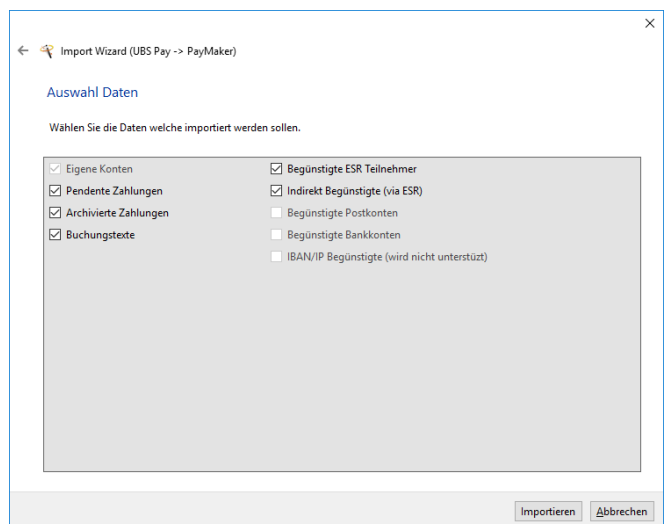 Import Wizard (UBS Pay -> PayMaker)
Auswahl Daten
Wählen Sie die Daten welche importiert werden sollen.
Eigene Konten
Pendente Zahlungen
Archivierte Zahlungen
Buchungstexte
Begünstigte ESR Teilnehmer
Indirekt Begünstigte (via ESR)
Begünstigte Postkonten
Begünstigte Bankkonten
IBAN/IP Begünstigte (wird nicht unterstüzt)
Importieren
Abbrechen